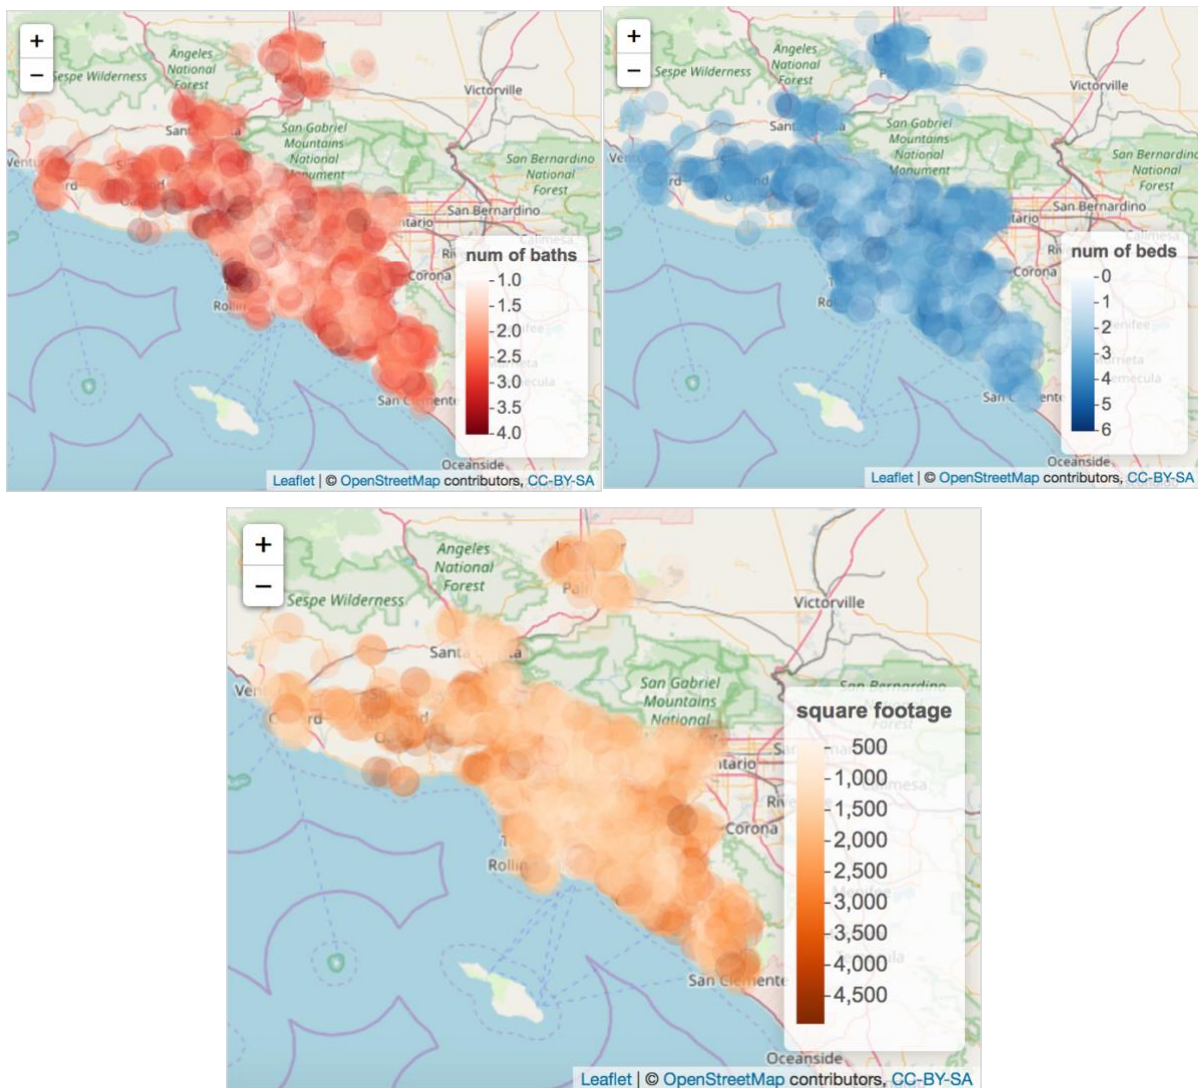 +
−
Angeles
National
Forest
Sespe Wilderness
Victorville
San Gabriel
Mountains
National
San Bernardino
National
Forest
San Bernardino
Corona
San Clemente
Oceanside
num of baths
1.0
1.5
2.0
2.5
3.0
3.5
4.0
Leaflet | © OpenStreetMap contributors, CC-BY-SA
+
−
Angeles
National
Forest
Sespe Wilderness
Victorville
San Gabriel
Mountains
National
San Bernardino
National
Forest
San Bernardino
Corona
Oceanside
num of beds
0
1
2
3
4
5
6
Leaflet | © OpenStreetMap contributors, CC-BY-SA
+
−
Angeles
National
Forest
Sespe Wilderness
Victorville
San Gabriel
Mountains
National
San Bernardino
Corona
San Clemente
Oceanside
square footage
500
1,000
1,500
2,000
2,500
3,000
3,500
4,000
4,500
Leaflet | © OpenStreetMap contributors, CC-BY-SA